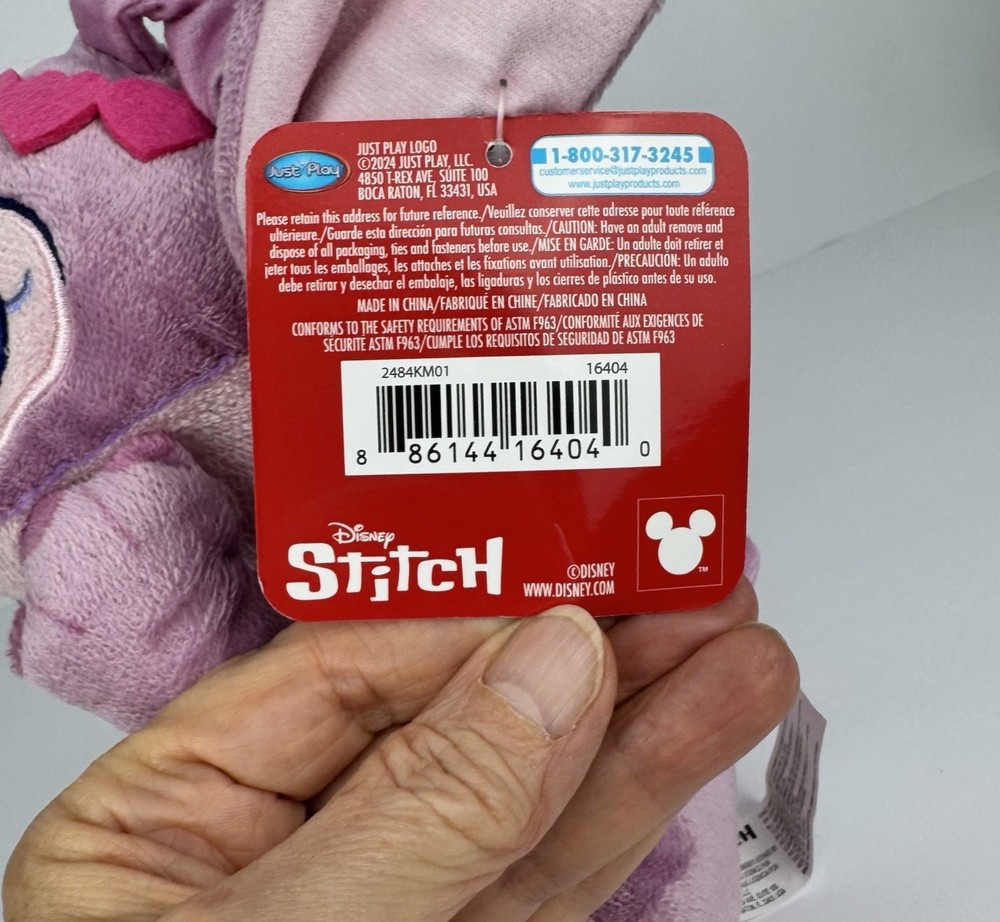 Just Play
JUST PLAY LOGO
©2024 JUST PLAY, LLC.
4850 T-REX AVE, SUITE 100
BOCA RATON, FL 33431, USA
1-800-317-3245
customerservice@justplayproducts.com
www.justplayproducts.com
Please retain this address for future reference./Veuillez conserver cette adresse pour toute référence
ultérieure./Guarde esta dirección para futuras consultas./CAUTION: Have an adult remove and
dispose of all packaging, ties and fasteners before use./MISE EN GARDE: Un adulte doit retirer et
jeter tous les emballages, les attaches et les fixations avant utilisation./PRECAUCIÓN: Un adulto
debe retirar y desechar el embalaje, las ligaduras y los cierres de plástico antes de su uso.
MADE IN CHINA/FABRIQUÉ EN CHINE/FABRICADO EN CHINA
CONFORMS TO THE SAFETY REQUIREMENTS OF ASTM F963/CONFORMITÉ AUX EXIGENCES DE
SÉCURITÉ ASTM F963/CUMPLE LOS REQUISITOS DE SEGURIDAD DE ASTM F963
2484KM01 16404
8 86144 16404 0
Disney
Stitch
©DISNEY
WWW.DISNEY.COM
TM